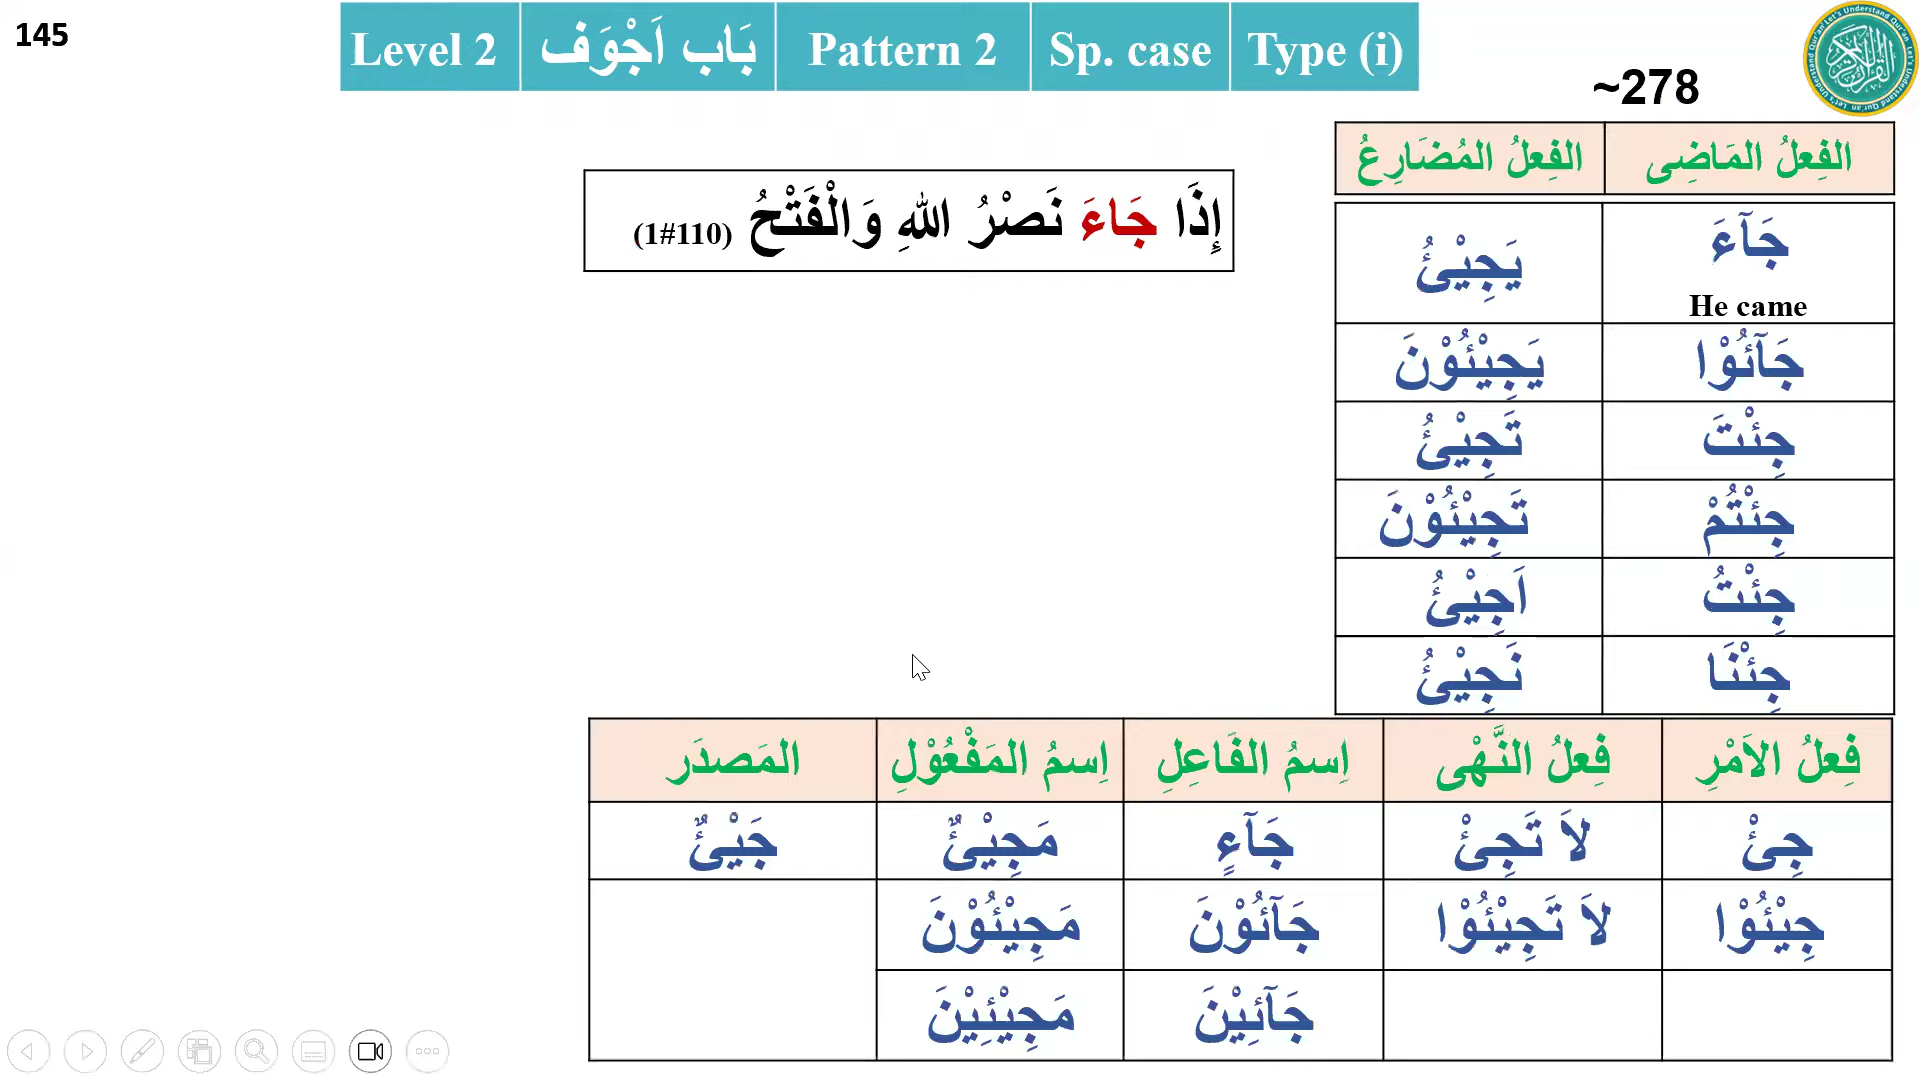 145
Level 2 بَاب اَجْوَف Pattern 2 Sp. case Type (i)
~278
الفِعلُ المَاضِى الفِعلُ المُضَارِعُ
إِذَا جَاءَ نَصْرُ اللهِ وَالْفَتْحُ (110#1)
جَآءَ يَجِيْئُ
He came
جَآئُوْا يَجِيْئُوْنَ
جِئْتَ تَجِيْئُ
جِئْتُمْ تَجِيْئُوْنَ
جِئْتُ اَجِيْئُ
جِئْنَا نَجِيْئُ
فِعلُ الاَمْرِ فِعلُ النَّهْى اِسمُ الفَاعِلِ اِسمُ المَفْعُوْلِ المَصدَر
جِئْ لاَ تَجِئْ جَآءٍ مَجِيْئٌ جَيْئٌ
جِيْئُوْا لاَ تَجِيْئُوْا جَآئُوْنَ مَجِيْئُوْنَ
جَآئِيْنَ مَجِيْئِيْنَ